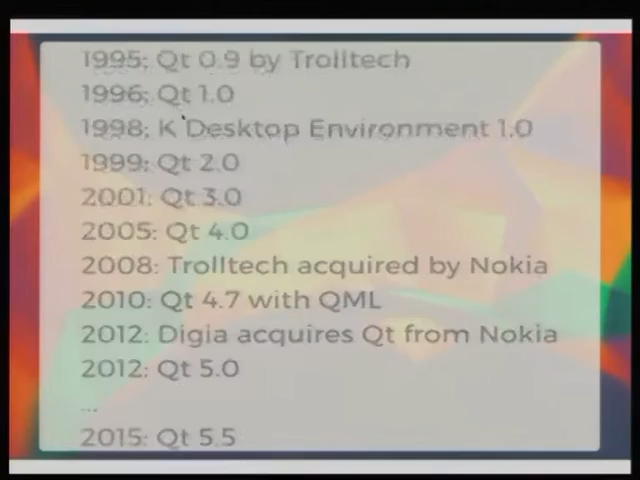 1995: Qt 0.9 by Trolltech
1996: Qt 1.0
1998: K Desktop Environment 1.0
1999: Qt 2.0
2001: Qt 3.0
2005: Qt 4.0
2008: Trolltech acquired by Nokia
2010: Qt 4.7 with QML
2012: Digia acquires Qt from Nokia
2012: Qt 5.0
...
2015: Qt 5.5